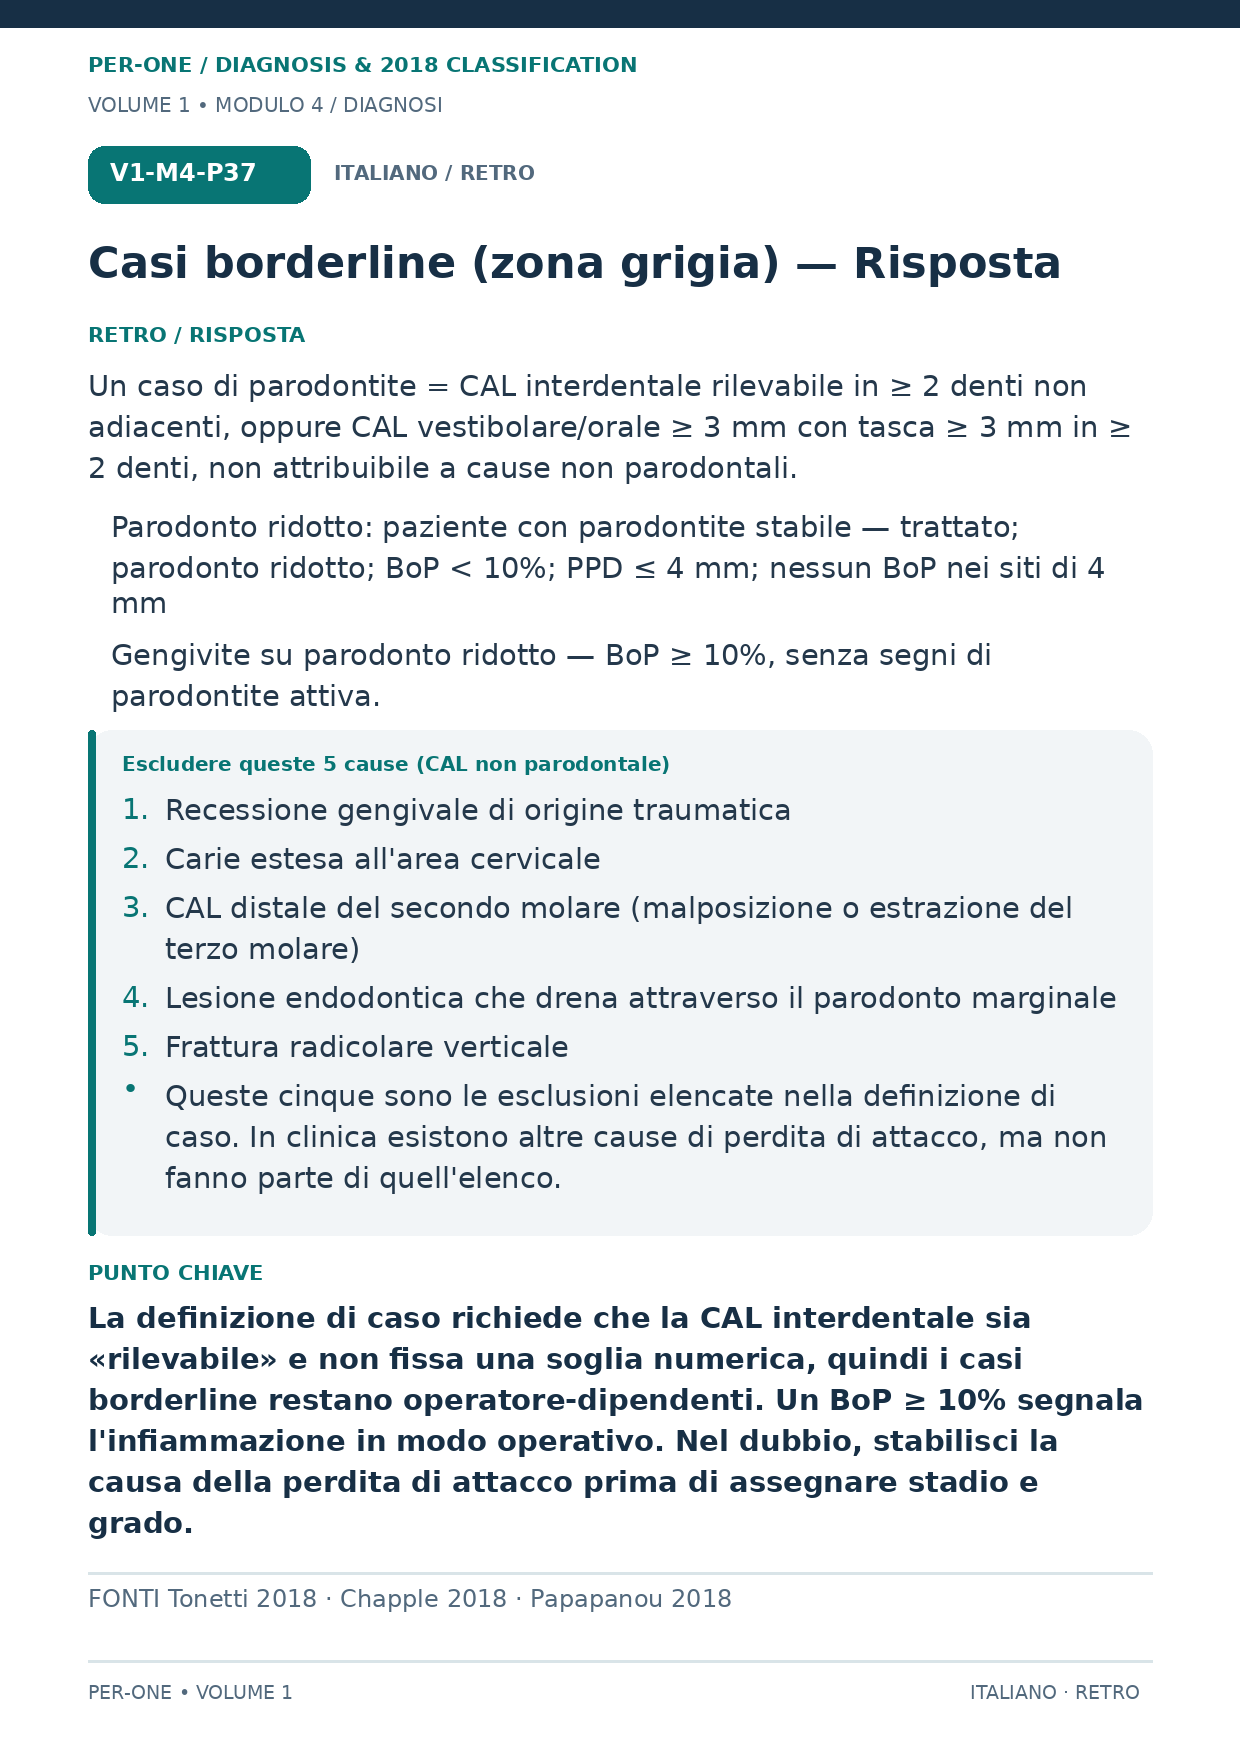 PER-ONE / DIAGNOSIS & 2018 CLASSIFICATION
VOLUME 1 • MODULO 4 / DIAGNOSI
V1-M4-P37
ITALIANO / RETRO
Casi borderline (zona grigia) — Risposta
RETRO / RISPOSTA
Un caso di parodontite = CAL interdentale rilevabile in ≥ 2 denti non
adiacenti, oppure CAL vestibolare/orale ≥ 3 mm con tasca ≥ 3 mm in ≥
2 denti, non attribuibile a cause non parodontali.
Parodonto ridotto: paziente con parodontite stabile — trattato;
parodonto ridotto; BoP < 10%; PPD ≤ 4 mm; nessun BoP nei siti di 4
mm
Gengivite su parodonto ridotto — BoP ≥ 10%, senza segni di
parodontite attiva.
Escludere queste 5 cause (CAL non parodontale)
1. Recessione gengivale di origine traumatica
2. Carie estesa all'area cervicale
3. CAL distale del secondo molare (malposizione o estrazione del
terzo molare)
4. Lesione endodontica che drena attraverso il parodonto marginale
5. Frattura radicolare verticale
• Queste cinque sono le esclusioni elencate nella definizione di
caso. In clinica esistono altre cause di perdita di attacco, ma non
fanno parte di quell'elenco.
PUNTO CHIAVE
La definizione di caso richiede che la CAL interdentale sia
«rilevabile» e non fissa una soglia numerica, quindi i casi
borderline restano operatore-dipendenti. Un BoP ≥ 10% segnala
l'infiammazione in modo operativo. Nel dubbio, stabilisci la
causa della perdita di attacco prima di assegnare stadio e
grado.
FONTI Tonetti 2018 · Chapple 2018 · Papapanou 2018
PER-ONE • VOLUME 1
ITALIANO · RETRO